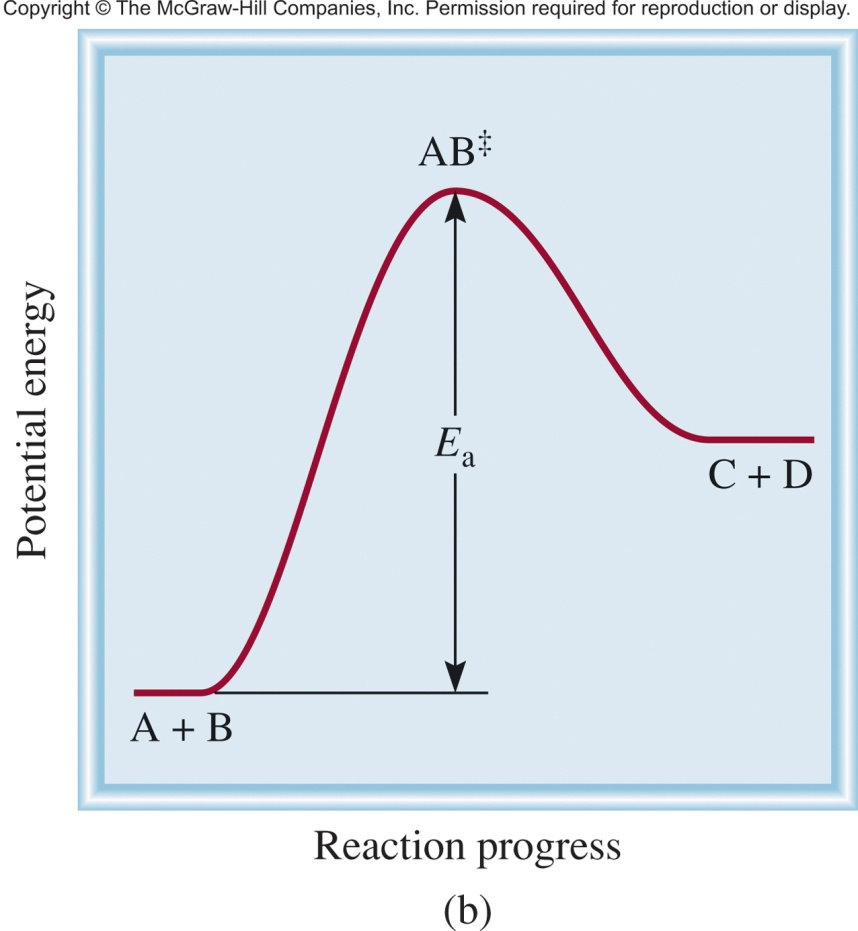 Copyright © The McGraw-Hill Companies, Inc. Permission required for reproduction or display.
AB‡
Potential energy
Eₐ
C + D
A + B
Reaction progress
(b)